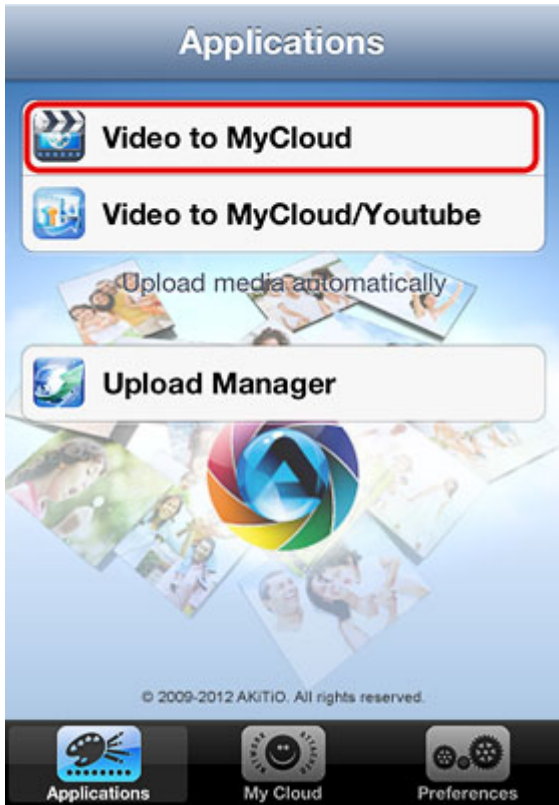 Applications
Video to MyCloud
Video to MyCloud/Youtube
Upload media automatically
Upload Manager
© 2009-2012 AKiTiO. All rights reserved.
Applications
My Cloud
Preferences